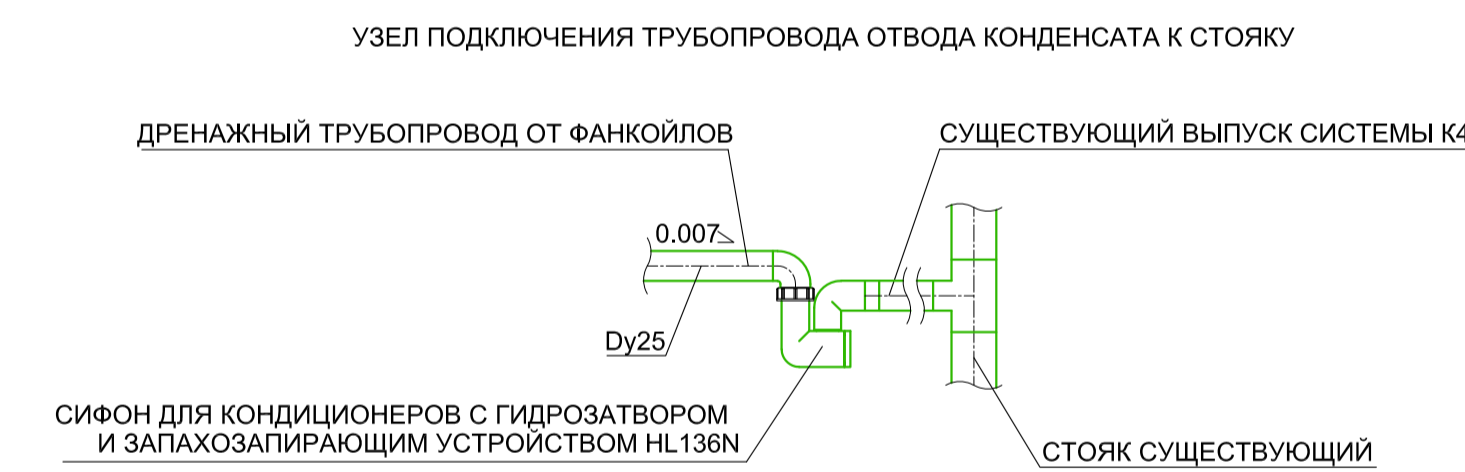 УЗЕЛ ПОДКЛЮЧЕНИЯ ТРУБОПРОВОДА ОТВОДА КОНДЕНСАТА К СТОЯКУ
ДРЕНАЖНЫЙ ТРУБОПРОВОД ОТ ФАНКОЙЛОВ
СУЩЕСТВУЮЩИЙ ВЫПУСК СИСТЕМЫ К4
0.007
Dy25
СИФОН ДЛЯ КОНДИЦИОНЕРОВ С ГИДРОЗАТВОРОМ
И ЗАПАХОЗАПИРАЮЩИМ УСТРОЙСТВОМ HL136N
СТОЯК СУЩЕСТВУЮЩИЙ